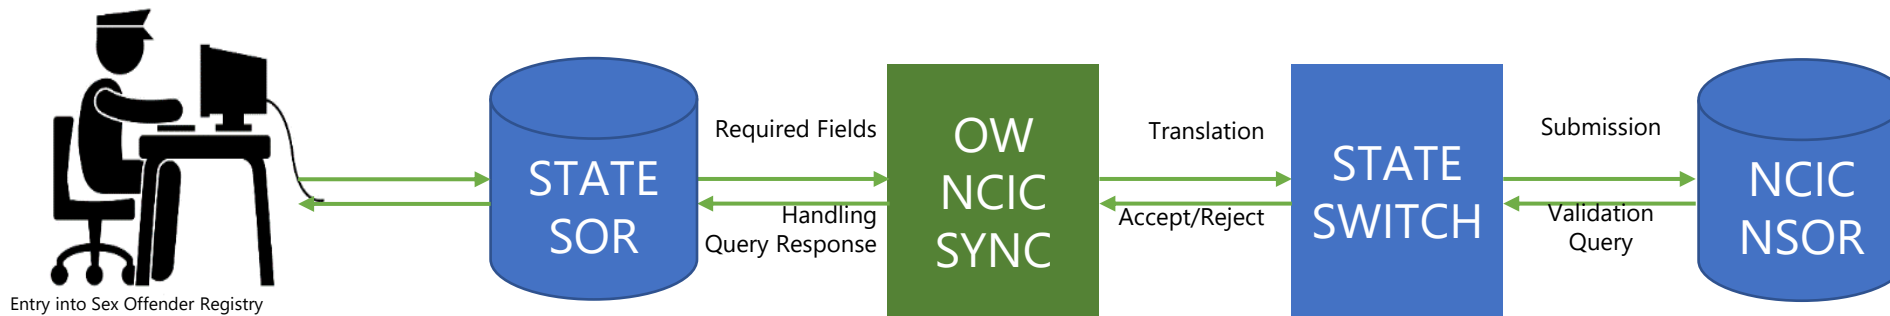 Entry into Sex Offender Registry
STATE
SOR
Required Fields
Handling
Query Response
OW
NCIC
SYNC
Translation
Accept/Reject
STATE
SWITCH
Submission
Validation
Query
NCIC
NSOR